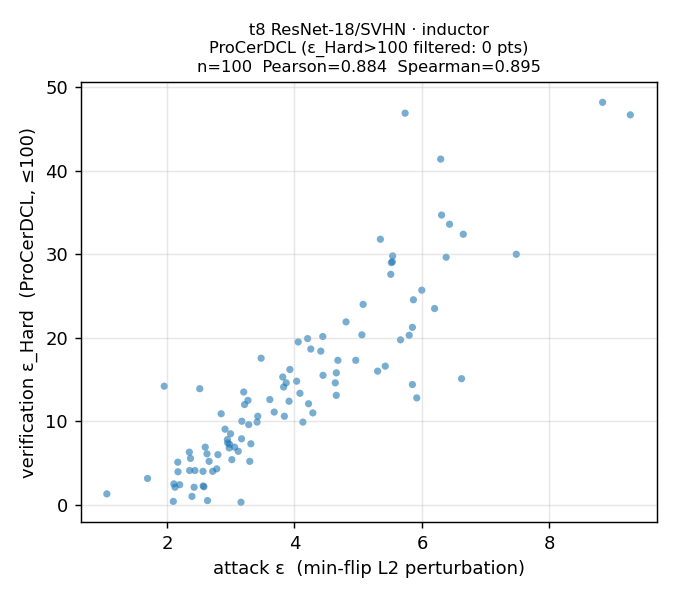 t8 ResNet-18/SVHN · inductor
ProCerDCL (ε_Hard>100 filtered: 0 pts)
n=100  Pearson=0.884  Spearman=0.895
50
40
30
20
10
0
verification ε_Hard  (ProCerDCL, ≤100)
2
4
6
8
attack ε  (min-flip L2 perturbation)